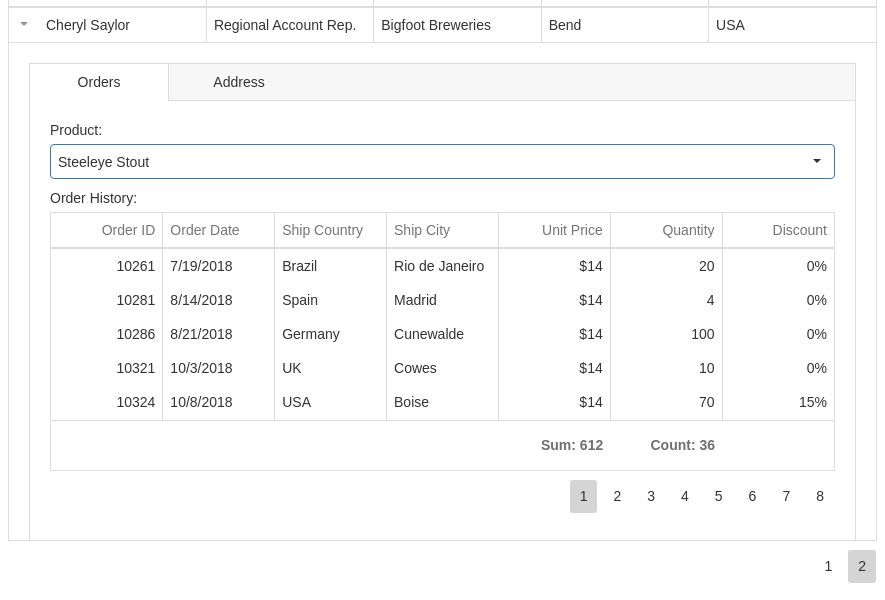 Cheryl Saylor Regional Account Rep. Bigfoot Breweries Bend USA
Orders Address
Product:
Steeleye Stout
Order History:
Order ID Order Date Ship Country Ship City Unit Price Quantity Discount
10261 7/19/2018 Brazil Rio de Janeiro $14 20 0%
10281 8/14/2018 Spain Madrid $14 4 0%
10286 8/21/2018 Germany Cunewalde $14 100 0%
10321 10/3/2018 UK Cowes $14 10 0%
10324 10/8/2018 USA Boise $14 70 15%
Sum: 612 Count: 36
1 2 3 4 5 6 7 8
1 2